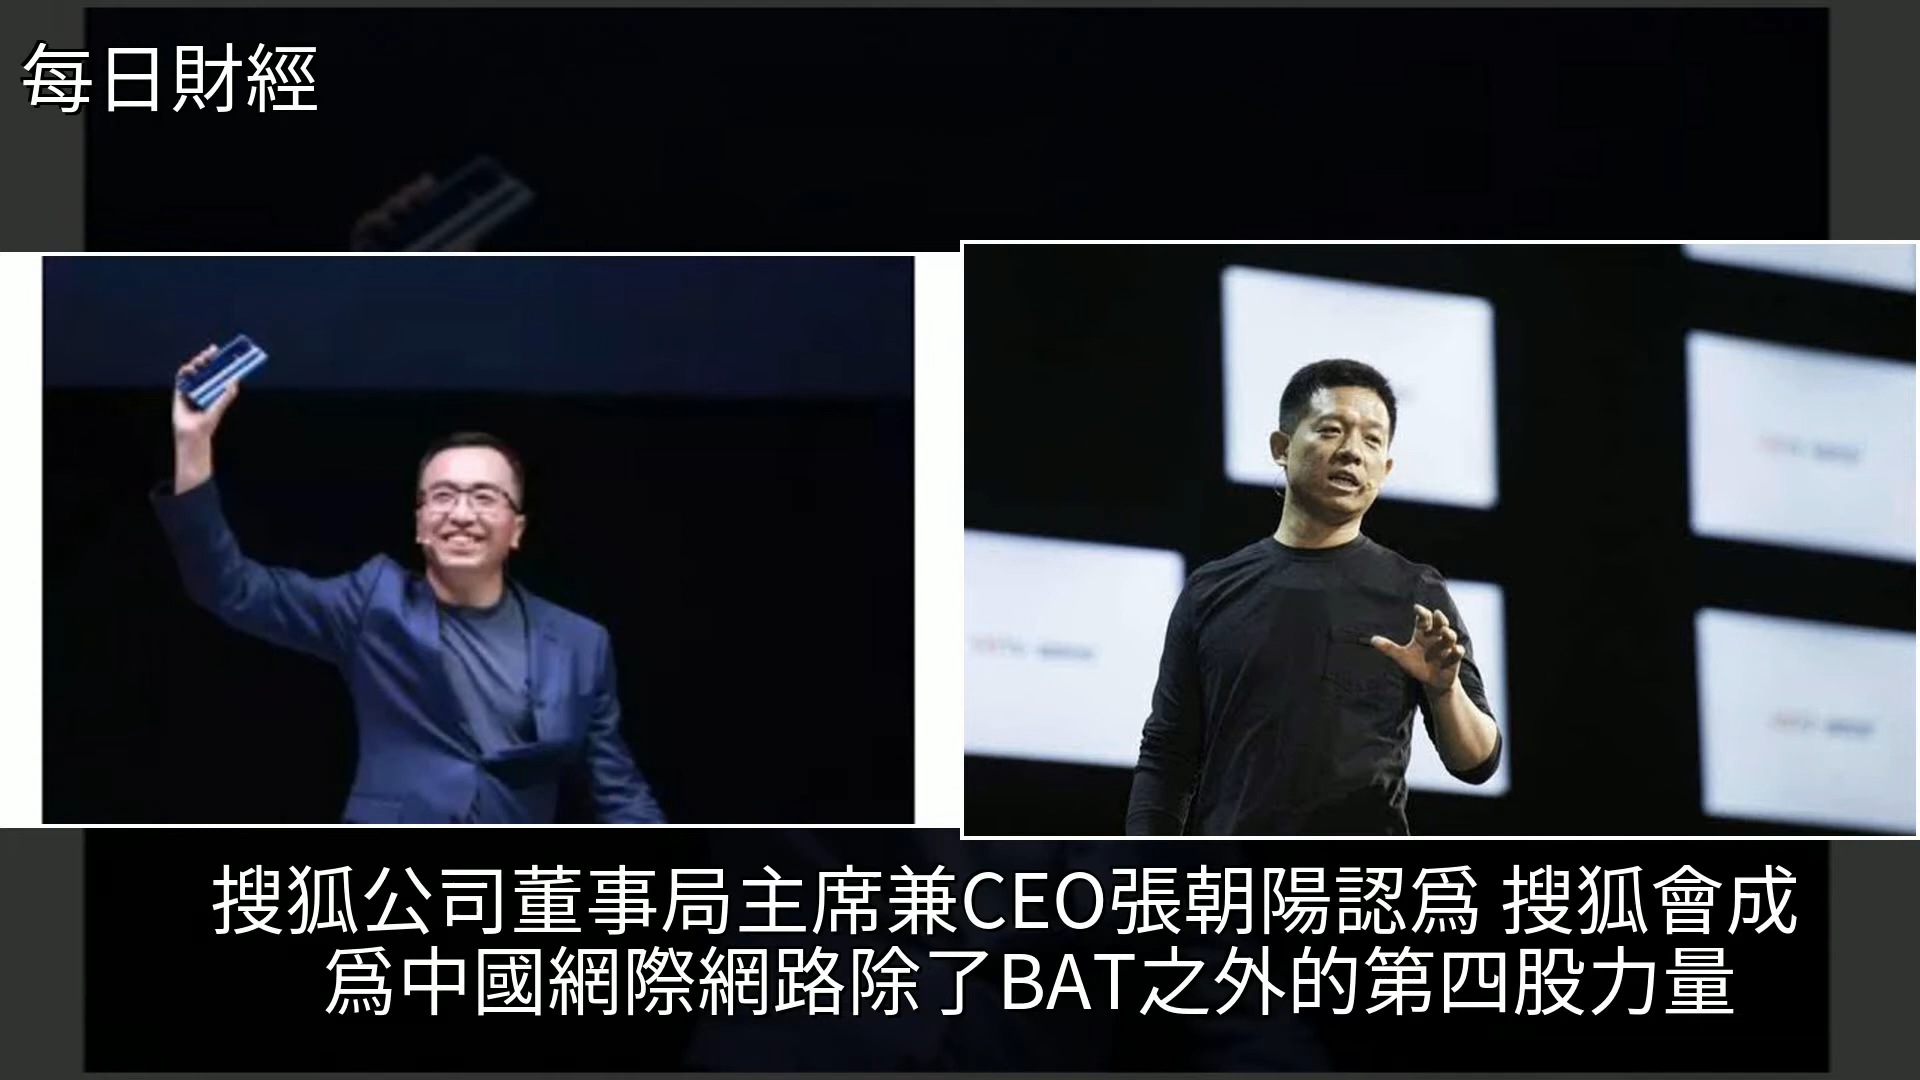 每日財經
搜狐公司董事局主席兼CEO張朝陽認爲 搜狐會成
爲中國網際網路除了BAT之外的第四股力量